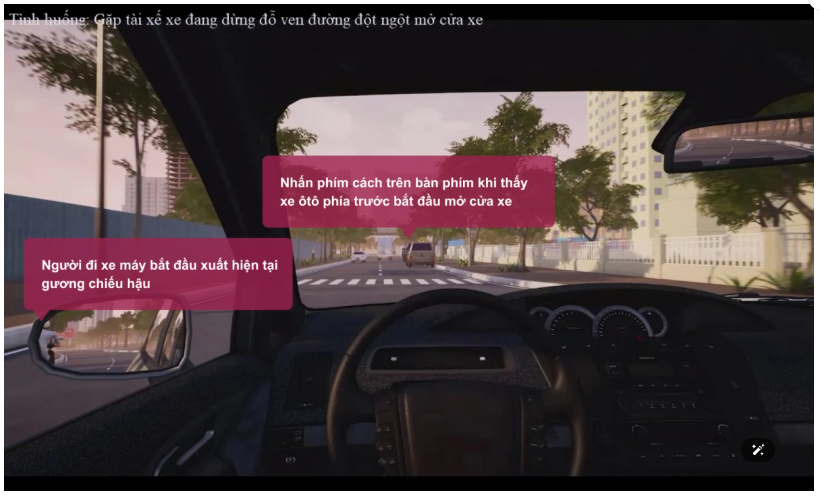 Tình huống: Gặp tài xế xe đang dừng đỗ ven đường đột ngột mở cửa xe
Nhấn phím cách trên bàn phím khi thấy
xe ôtô phía trước bắt đầu mở cửa xe
Người đi xe máy bắt đầu xuất hiện tại
gương chiếu hậu